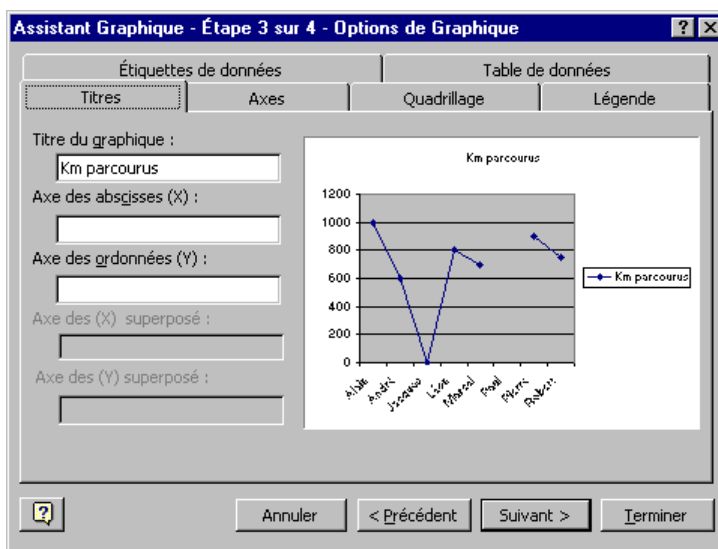 Assistant Graphique - Étape 3 sur 4 - Options de Graphique
Étiquettes de données
Table de données
Titres
Axes
Quadrillage
Légende
Titre du graphique :
Km parcourus
Axe des abscisses (X) :
Axe des ordonnées (Y) :
Axe des (X) superposé :
Axe des (Y) superposé :
Km parcourus
1200
1000
800
600
400
200
0
Alain
André
Jacques
Léon
Marcel
Paul
Pierre
Robert
Km parcourus
?
Annuler
< Précédent
Suivant >
Terminer